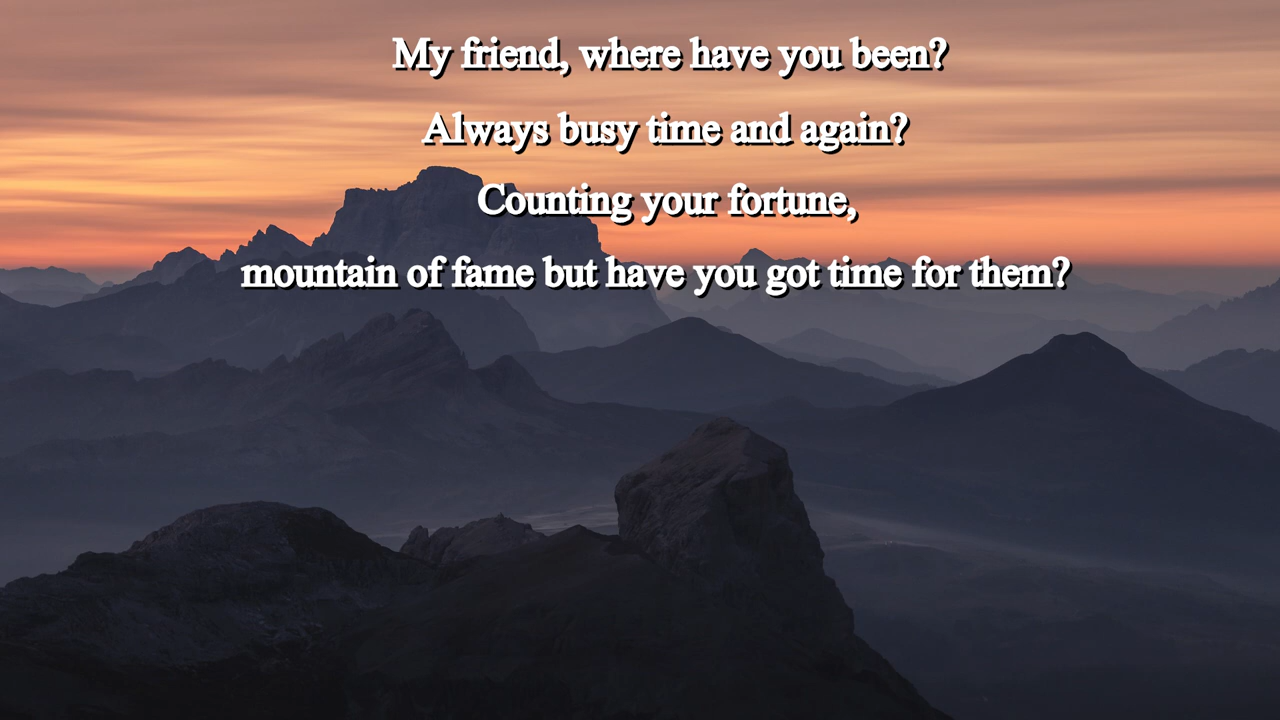 My friend, where have you been?
Always busy time and again?
Counting your fortune,
mountain of fame but have you got time for them?